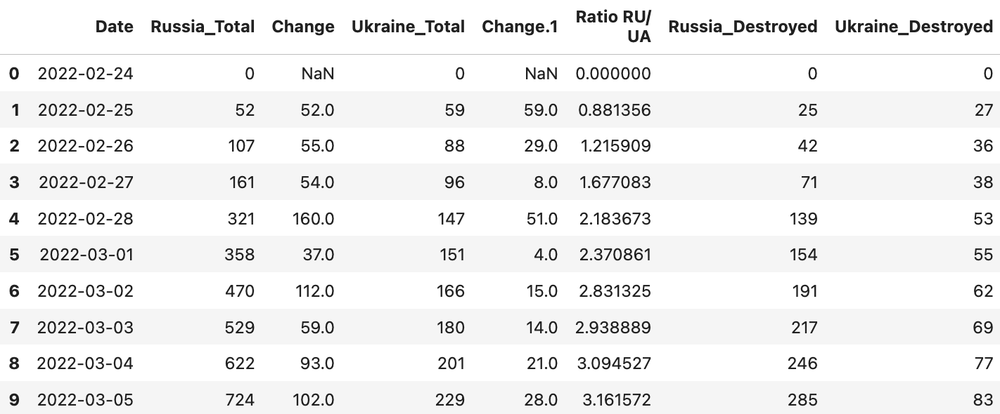 Date Russia_Total Change Ukraine_Total Change.1 Ratio RU/UA Russia_Destroyed Ukraine_Destroyed
0 2022-02-24 0 NaN 0 NaN 0.000000 0 0
1 2022-02-25 52 52.0 59 59.0 0.881356 25 27
2 2022-02-26 107 55.0 88 29.0 1.215909 42 36
3 2022-02-27 161 54.0 96 8.0 1.677083 71 38
4 2022-02-28 321 160.0 147 51.0 2.183673 139 53
5 2022-03-01 358 37.0 151 4.0 2.370861 154 55
6 2022-03-02 470 112.0 166 15.0 2.831325 191 62
7 2022-03-03 529 59.0 180 14.0 2.938889 217 69
8 2022-03-04 622 93.0 201 21.0 3.094527 246 77
9 2022-03-05 724 102.0 229 28.0 3.161572 285 83